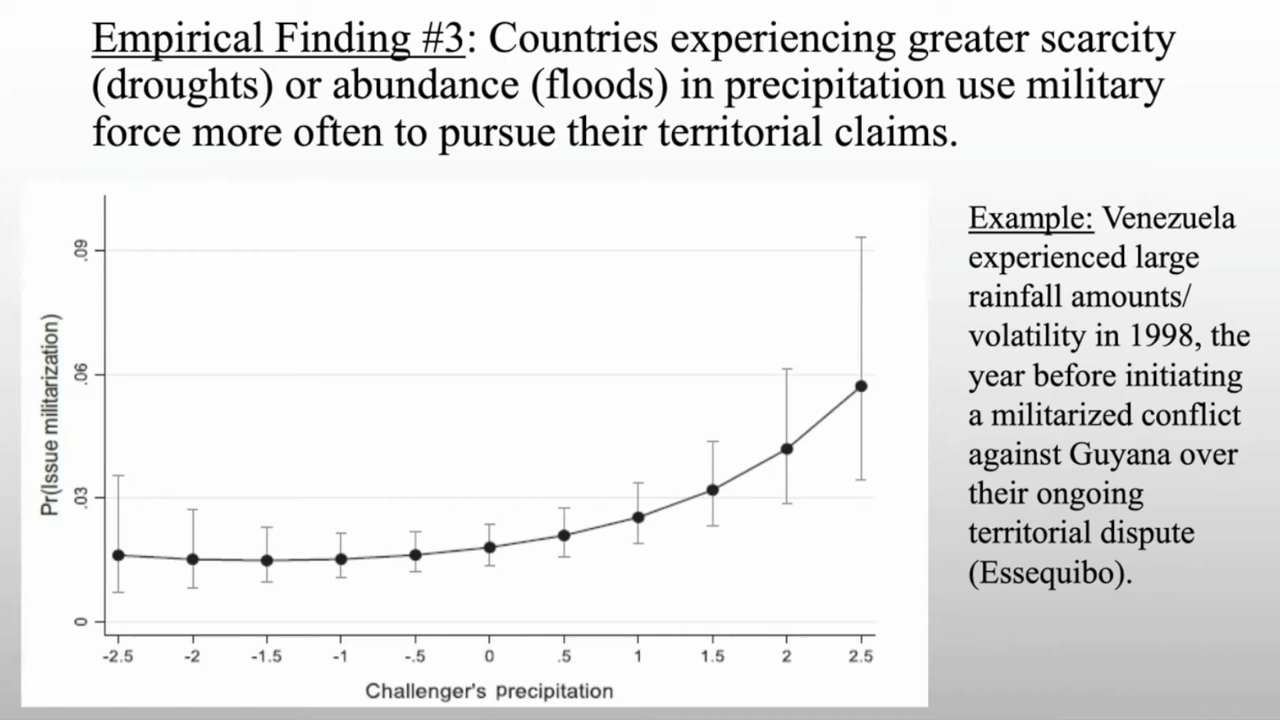 Empirical Finding #3: Countries experiencing greater scarcity
(droughts) or abundance (floods) in precipitation use military
force more often to pursue their territorial claims.
Pr(Issue militarization)
.09
.06
.03
0
-2.5 -2 -1.5 -1 -.5 0 .5 1 1.5 2 2.5
Challenger's precipitation
Example: Venezuela
experienced large
rainfall amounts/
volatility in 1998, the
year before initiating
a militarized conflict
against Guyana over
their ongoing
territorial dispute
(Essequibo).